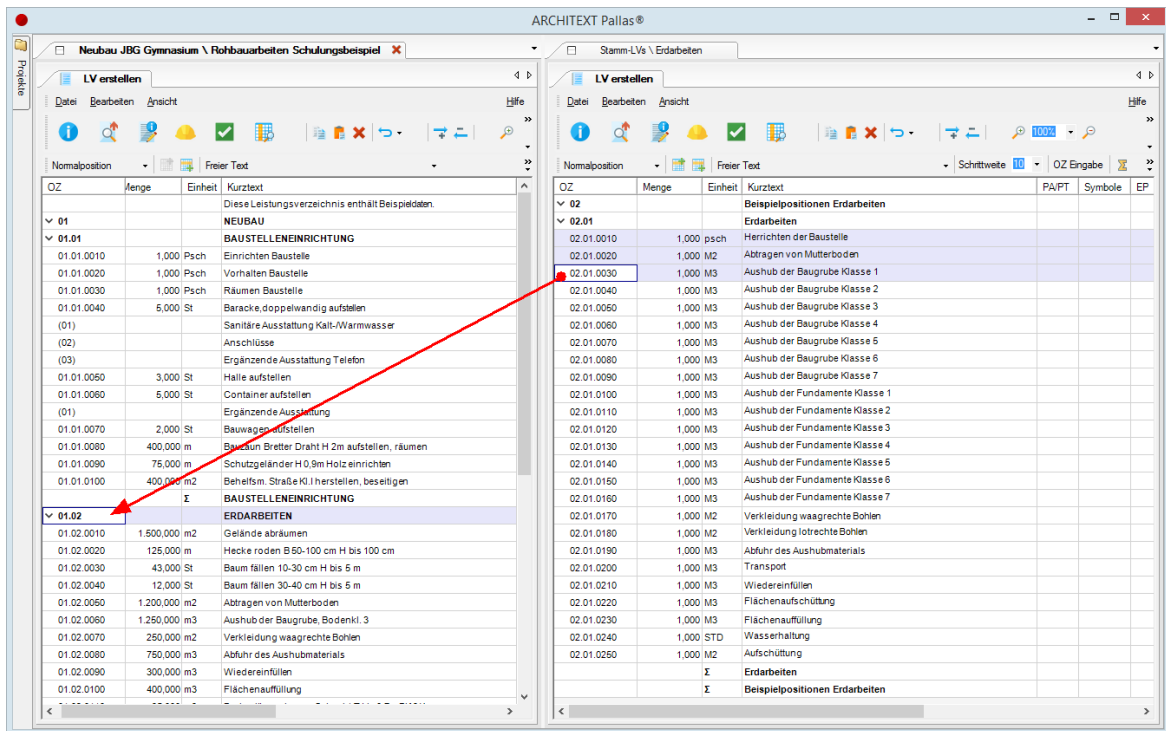 ARCHITEXT Pallas®
Projekte
Neubau JBG Gymnasium \ Rohbauarbeiten Schulungsbeispiel
LV erstellen
Datei Bearbeiten Ansicht Hilfe
Normalposition Freier Text
OZ Menge Einheit Kurztext
Diese Leistungsverzeichnis enthält Beispieldaten.
01 NEUBAU
01.01 BAUSTELLENEINRICHTUNG
01.01.0010 1,000 Psch Einrichten Baustelle
01.01.0020 1,000 Psch Vorhalten Baustelle
01.01.0030 1,000 Psch Räumen Baustelle
01.01.0040 5,000 St Baracke,doppelwandig aufstellen
(01) Sanitäre Ausstattung Kalt-/Warmwasser
(02) Anschlüsse
(03) Ergänzende Ausstattung Telefon
01.01.0050 3,000 St Halle aufstellen
01.01.0060 5,000 St Container aufstellen
(01) Ergänzende Ausstattung
01.01.0070 2,000 St Bauwagen aufstellen
01.01.0080 400,000 m Bauzaun Bretter Draht H 2m aufstellen, räumen
01.01.0090 75,000 m Schutzgeländer H 0,9m Holz einrichten
01.01.0100 400,000 m2 Behelfsm. Straße Kl.I herstellen, beseitigen
Σ BAUSTELLENEINRICHTUNG
01.02 ERDARBEITEN
01.02.0010 1.500,000 m2 Gelände abräumen
01.02.0020 125,000 m Hecke roden B 50-100 cm H bis 100 cm
01.02.0030 43,000 St Baum fällen 10-30 cm H bis 5 m
01.02.0040 12,000 St Baum fällen 30-40 cm H bis 5 m
01.02.0050 1.200,000 m2 Abtragen von Mutterboden
01.02.0060 1.250,000 m3 Aushub der Baugrube, Bodenkl. 3
01.02.0070 250,000 m2 Verkleidung waagrechte Bohlen
01.02.0080 750,000 m3 Abfuhr des Aushubmaterials
01.02.0090 300,000 m3 Wiedereinfüllen
01.02.0100 400,000 m3 Flächenauffüllung
Stamm-LVs \ Erdarbeiten
LV erstellen
Datei Bearbeiten Ansicht Hilfe
100%
Normalposition Freier Text Schrittweite 10 OZ Eingabe
OZ Menge Einheit Kurztext PA/PT Symbole EP
02 Beispielpositionen Erdarbeiten
02.01 Erdarbeiten
02.01.0010 1,000 psch Herrichten der Baustelle
02.01.0020 1,000 M2 Abtragen von Mutterboden
02.01.0030 1,000 M3 Aushub der Baugrube Klasse 1
02.01.0040 1,000 M3 Aushub der Baugrube Klasse 2
02.01.0050 1,000 M3 Aushub der Baugrube Klasse 3
02.01.0060 1,000 M3 Aushub der Baugrube Klasse 4
02.01.0070 1,000 M3 Aushub der Baugrube Klasse 5
02.01.0080 1,000 M3 Aushub der Baugrube Klasse 6
02.01.0090 1,000 M3 Aushub der Baugrube Klasse 7
02.01.0100 1,000 M3 Aushub der Fundamente Klasse 1
02.01.0110 1,000 M3 Aushub der Fundamente Klasse 2
02.01.0120 1,000 M3 Aushub der Fundamente Klasse 3
02.01.0130 1,000 M3 Aushub der Fundamente Klasse 4
02.01.0140 1,000 M3 Aushub der Fundamente Klasse 5
02.01.0150 1,000 M3 Aushub der Fundamente Klasse 6
02.01.0160 1,000 M3 Aushub der Fundamente Klasse 7
02.01.0170 1,000 M2 Verkleidung waagrechte Bohlen
02.01.0180 1,000 M2 Verkleidung lotrechte Bohlen
02.01.0190 1,000 M3 Abfuhr des Aushubmaterials
02.01.0200 1,000 M3 Transport
02.01.0210 1,000 M3 Wiedereinfüllen
02.01.0220 1,000 M3 Flächenaufschüttung
02.01.0230 1,000 M3 Flächenauffüllung
02.01.0240 1,000 STD Wasserhaltung
02.01.0250 1,000 M2 Aufschüttung
Σ Erdarbeiten
Σ Beispielpositionen Erdarbeiten